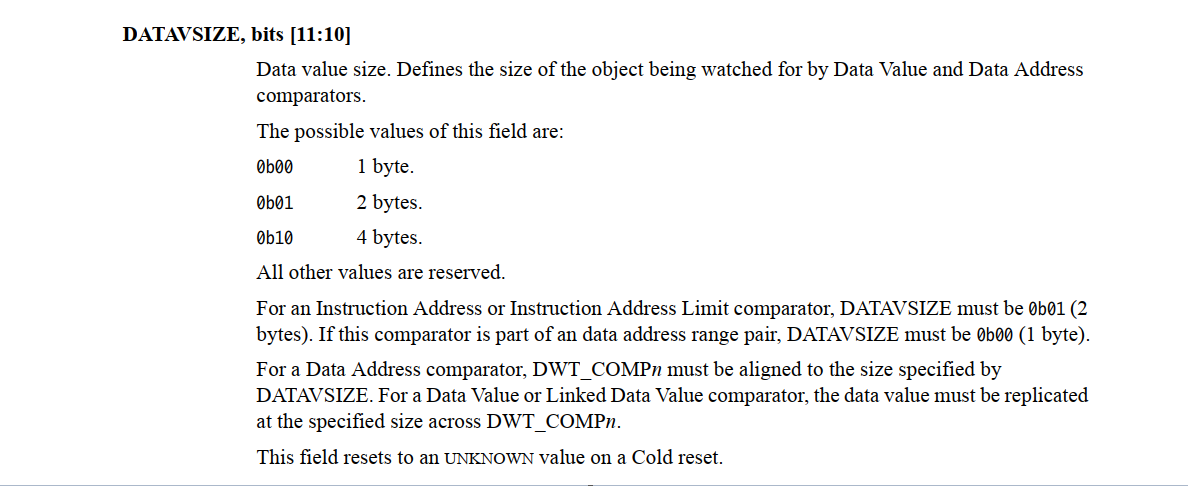 DATAVSIZE, bits [11:10]
Data value size. Defines the size of the object being watched for by Data Value and Data Address
comparators.
The possible values of this field are:
0b00 1 byte.
0b01 2 bytes.
0b10 4 bytes.
All other values are reserved.
For an Instruction Address or Instruction Address Limit comparator, DATAVSIZE must be 0b01 (2
bytes). If this comparator is part of an data address range pair, DATAVSIZE must be 0b00 (1 byte).
For a Data Address comparator, DWT_COMPn must be aligned to the size specified by
DATAVSIZE. For a Data Value or Linked Data Value comparator, the data value must be replicated
at the specified size across DWT_COMPn.
This field resets to an UNKNOWN value on a Cold reset.